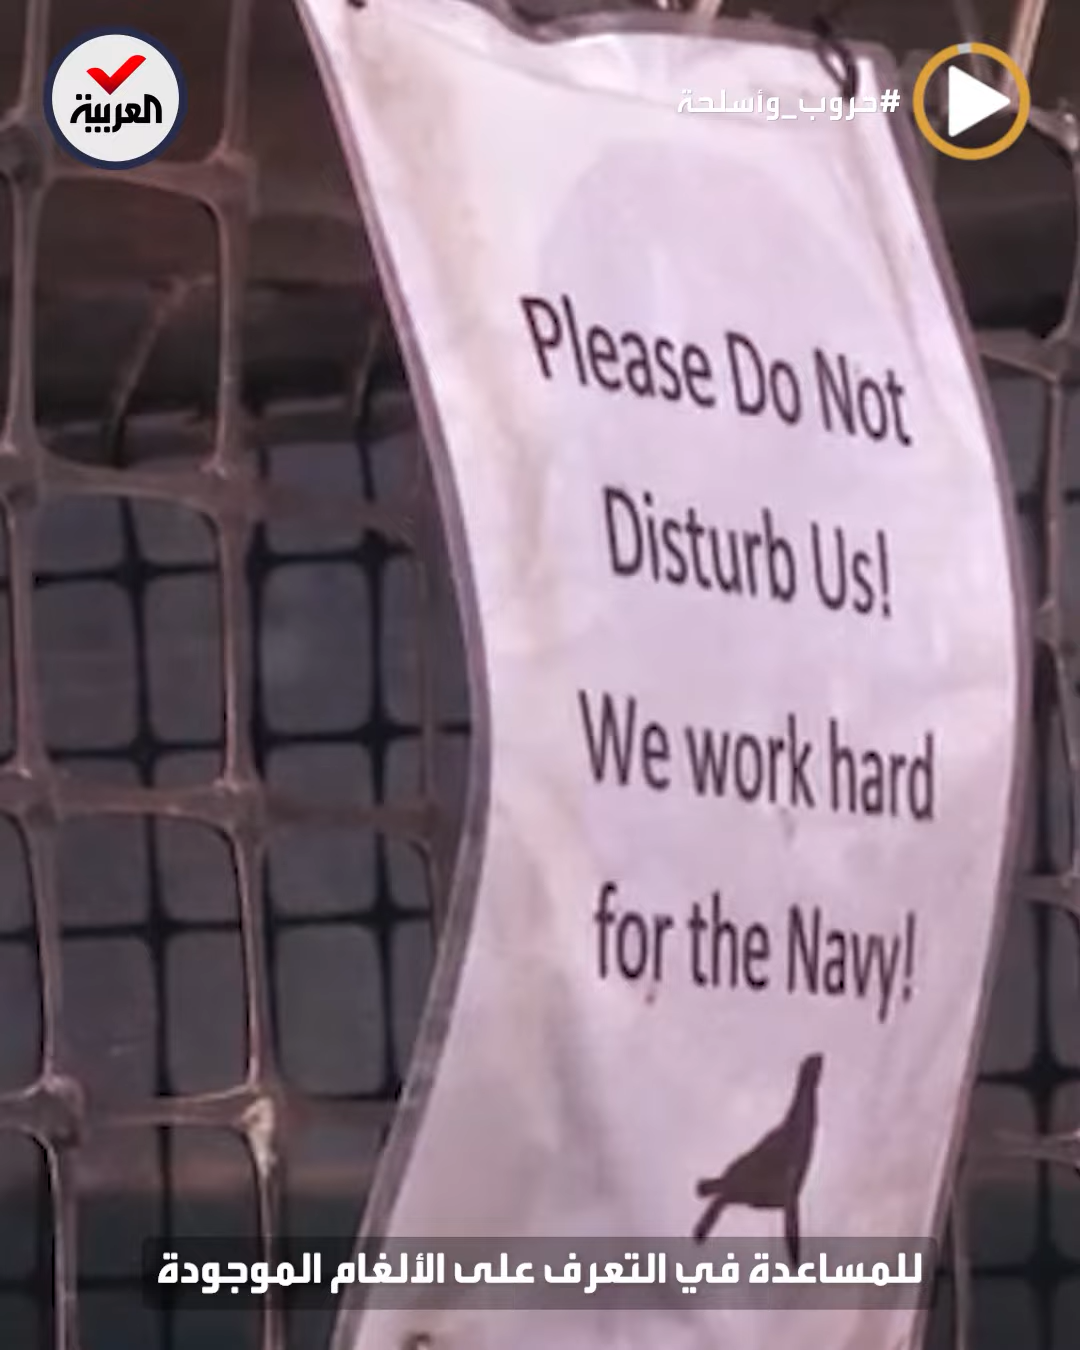 العربية
#حروب_وأسلحة
Please Do Not
Disturb Us!
We work hard
for the Navy!
للمساعدة في التعرف على الألغام الموجودة